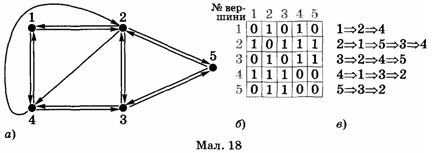 1 2
5
4 3
а)
№ вер-
шини 1 2 3 4 5
1 0 1 0 1 0
2 1 0 1 1 1
3 0 1 0 1 1
4 1 1 1 0 0
5 0 1 1 0 0
б)
1⇒2⇒4
2⇒1⇒5⇒3⇒4
3⇒2⇒4⇒5
4⇒1⇒3⇒2
5⇒3⇒2
в)
Мал. 18